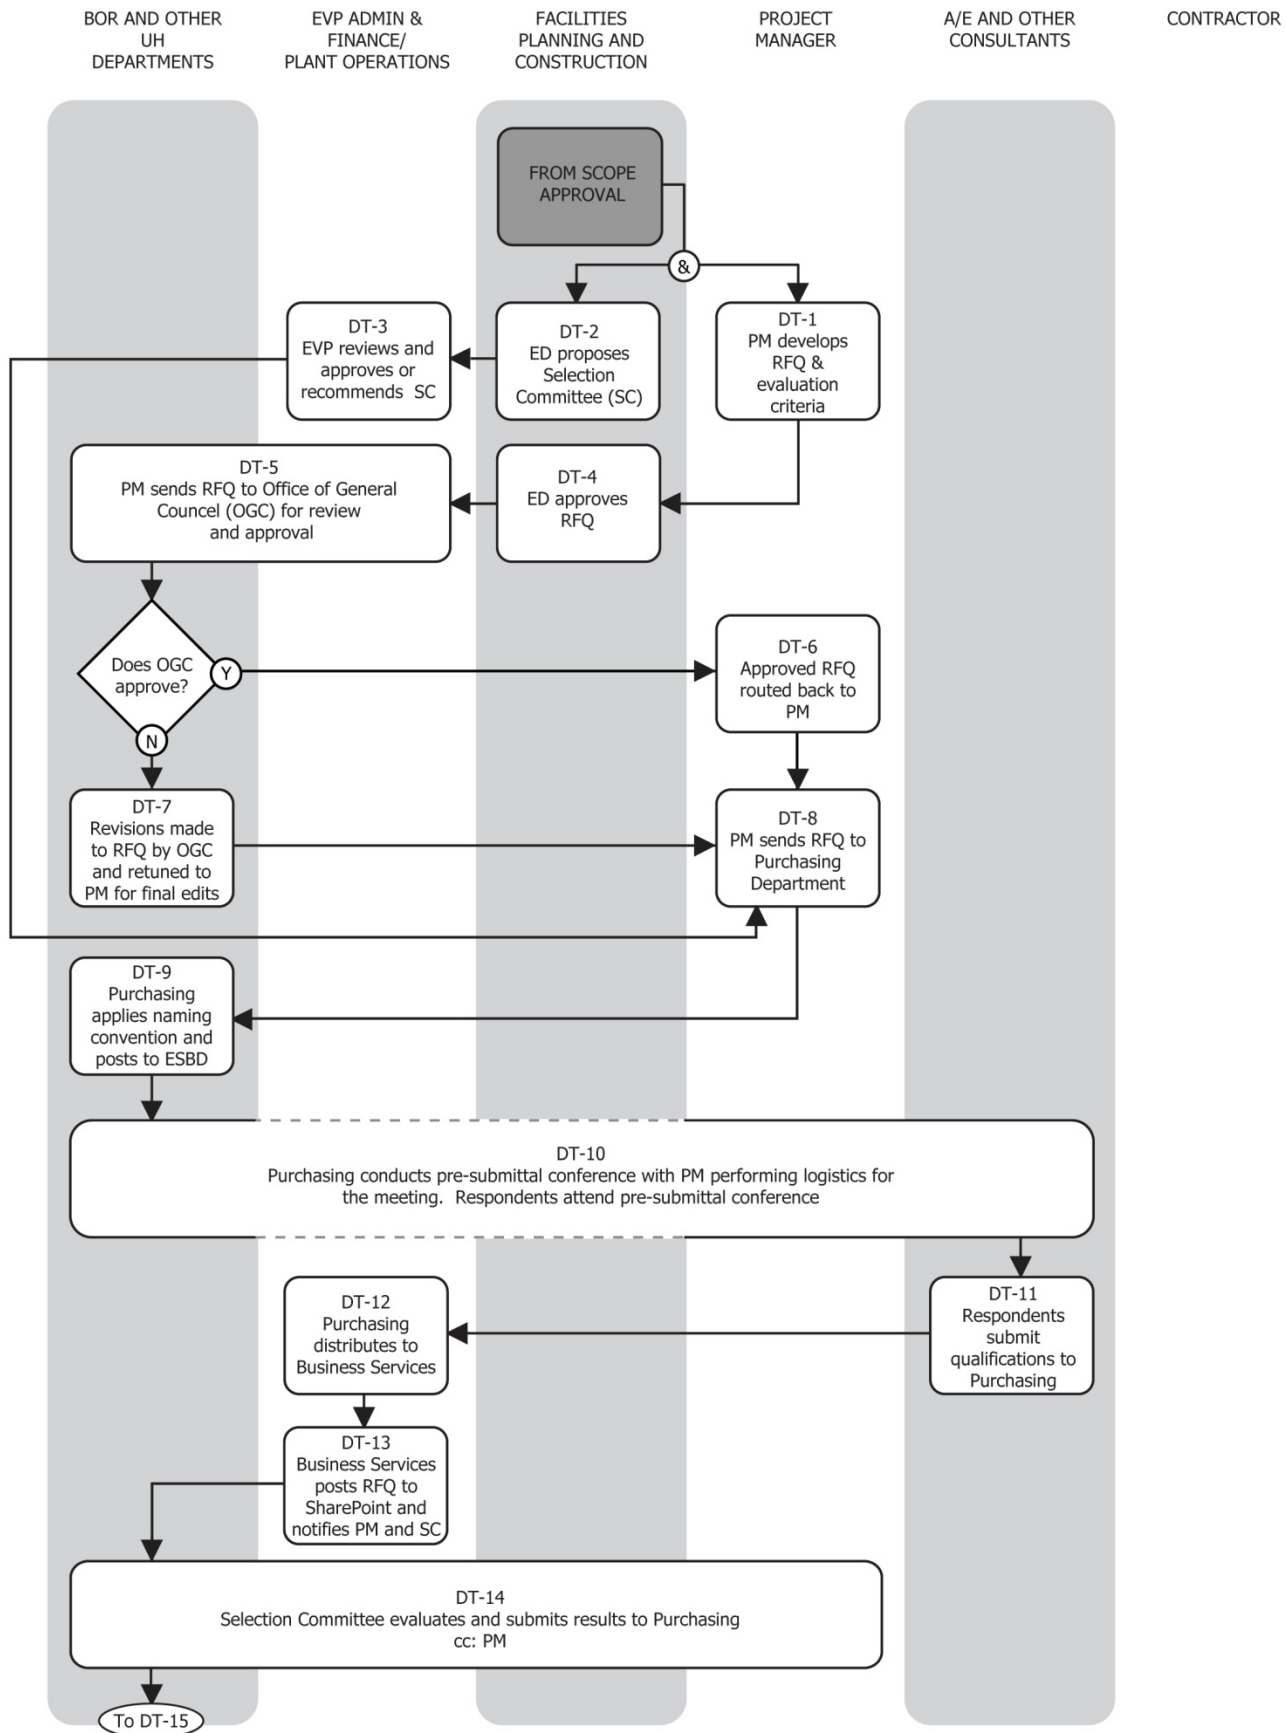 BOR AND OTHER
UH
DEPARTMENTS
EVP ADMIN &
FINANCE/
PLANT OPERATIONS
FACILITIES
PLANNING AND
CONSTRUCTION
PROJECT
MANAGER
A/E AND OTHER
CONSULTANTS
CONTRACTOR
FROM SCOPE
APPROVAL
&
DT-3
EVP reviews and
approves or
recommends SC
DT-2
ED proposes
Selection
Committee (SC)
DT-1
PM develops
RFQ &
evaluation
criteria
DT-5
PM sends RFQ to Office of General
Councel (OGC) for review
and approval
DT-4
ED approves
RFQ
Does OGC
approve?
Y
N
DT-6
Approved RFQ
routed back to
PM
DT-7
Revisions made
to RFQ by OGC
and retuned to
PM for final edits
DT-8
PM sends RFQ to
Purchasing
Department
DT-9
Purchasing
applies naming
convention and
posts to ESBD
DT-10
Purchasing conducts pre-submittal conference with PM performing logistics for
the meeting. Respondents attend pre-submittal conference
DT-12
Purchasing
distributes to
Business Services
DT-11
Respondents
submit
qualifications to
Purchasing
DT-13
Business Services
posts RFQ to
SharePoint and
notifies PM and SC
DT-14
Selection Committee evaluates and submits results to Purchasing
cc: PM
To DT-15